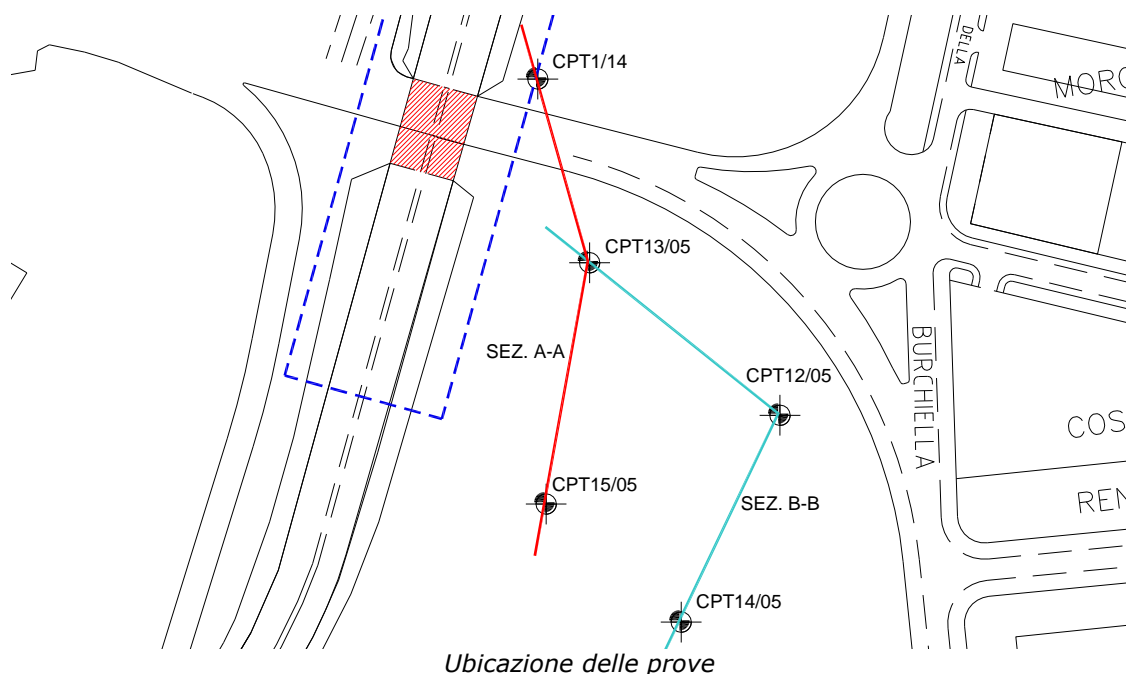 DELLA
CPT1/14
MORO
CPT13/05
SEZ. A-A
BURCHIELLA
CPT12/05
COS
CPT15/05
SEZ. B-B
REN
CPT14/05
Ubicazione delle prove